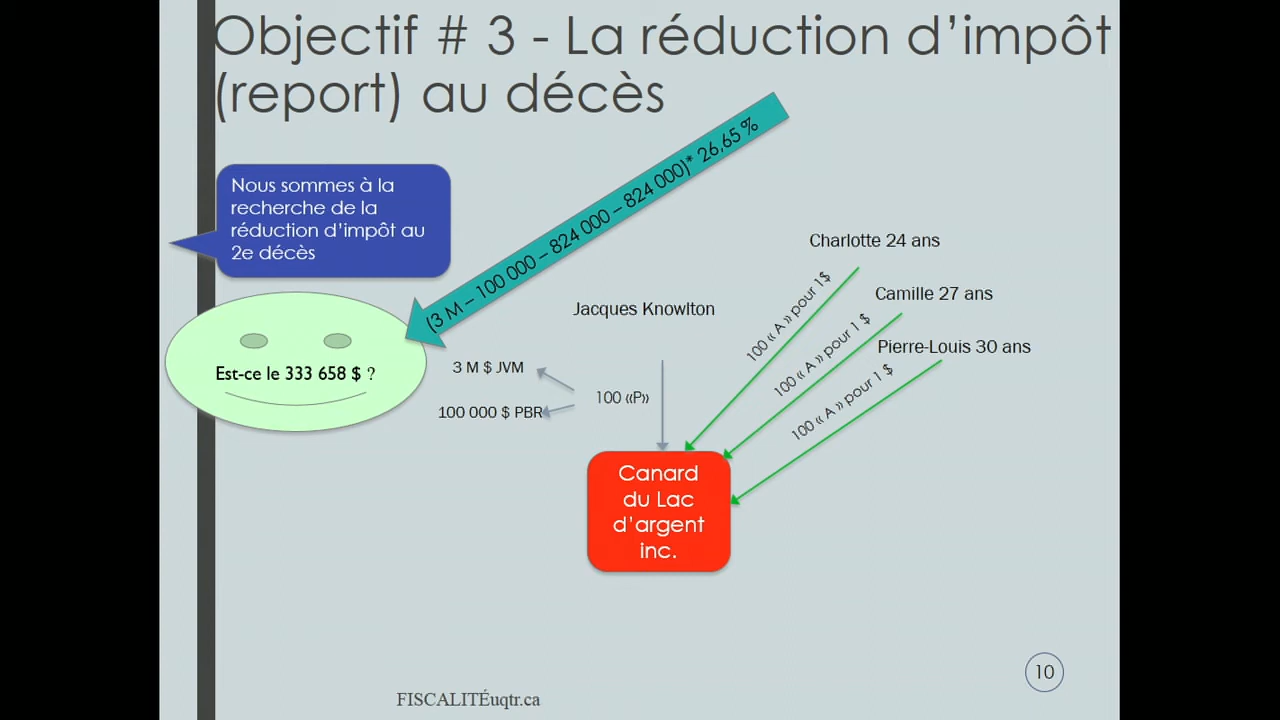 Objectif # 3 - La réduction d’impôt
(report) au décès
(3 M – 100 000 – 824 000 – 824 000)* 26,65 %
Nous sommes à la
recherche de la
réduction d’impôt au
2e décès
Est-ce le 333 658 $ ?
Charlotte 24 ans
Camille 27 ans
Pierre-Louis 30 ans
Jacques Knowlton
100 « A » pour 1$
100 « A » pour 1 $
100 « A » pour 1 $
3 M $ JVM
100 «P»
100 000 $ PBR
Canard
du Lac
d’argent
inc.
10
FISCALITÉuqtr.ca